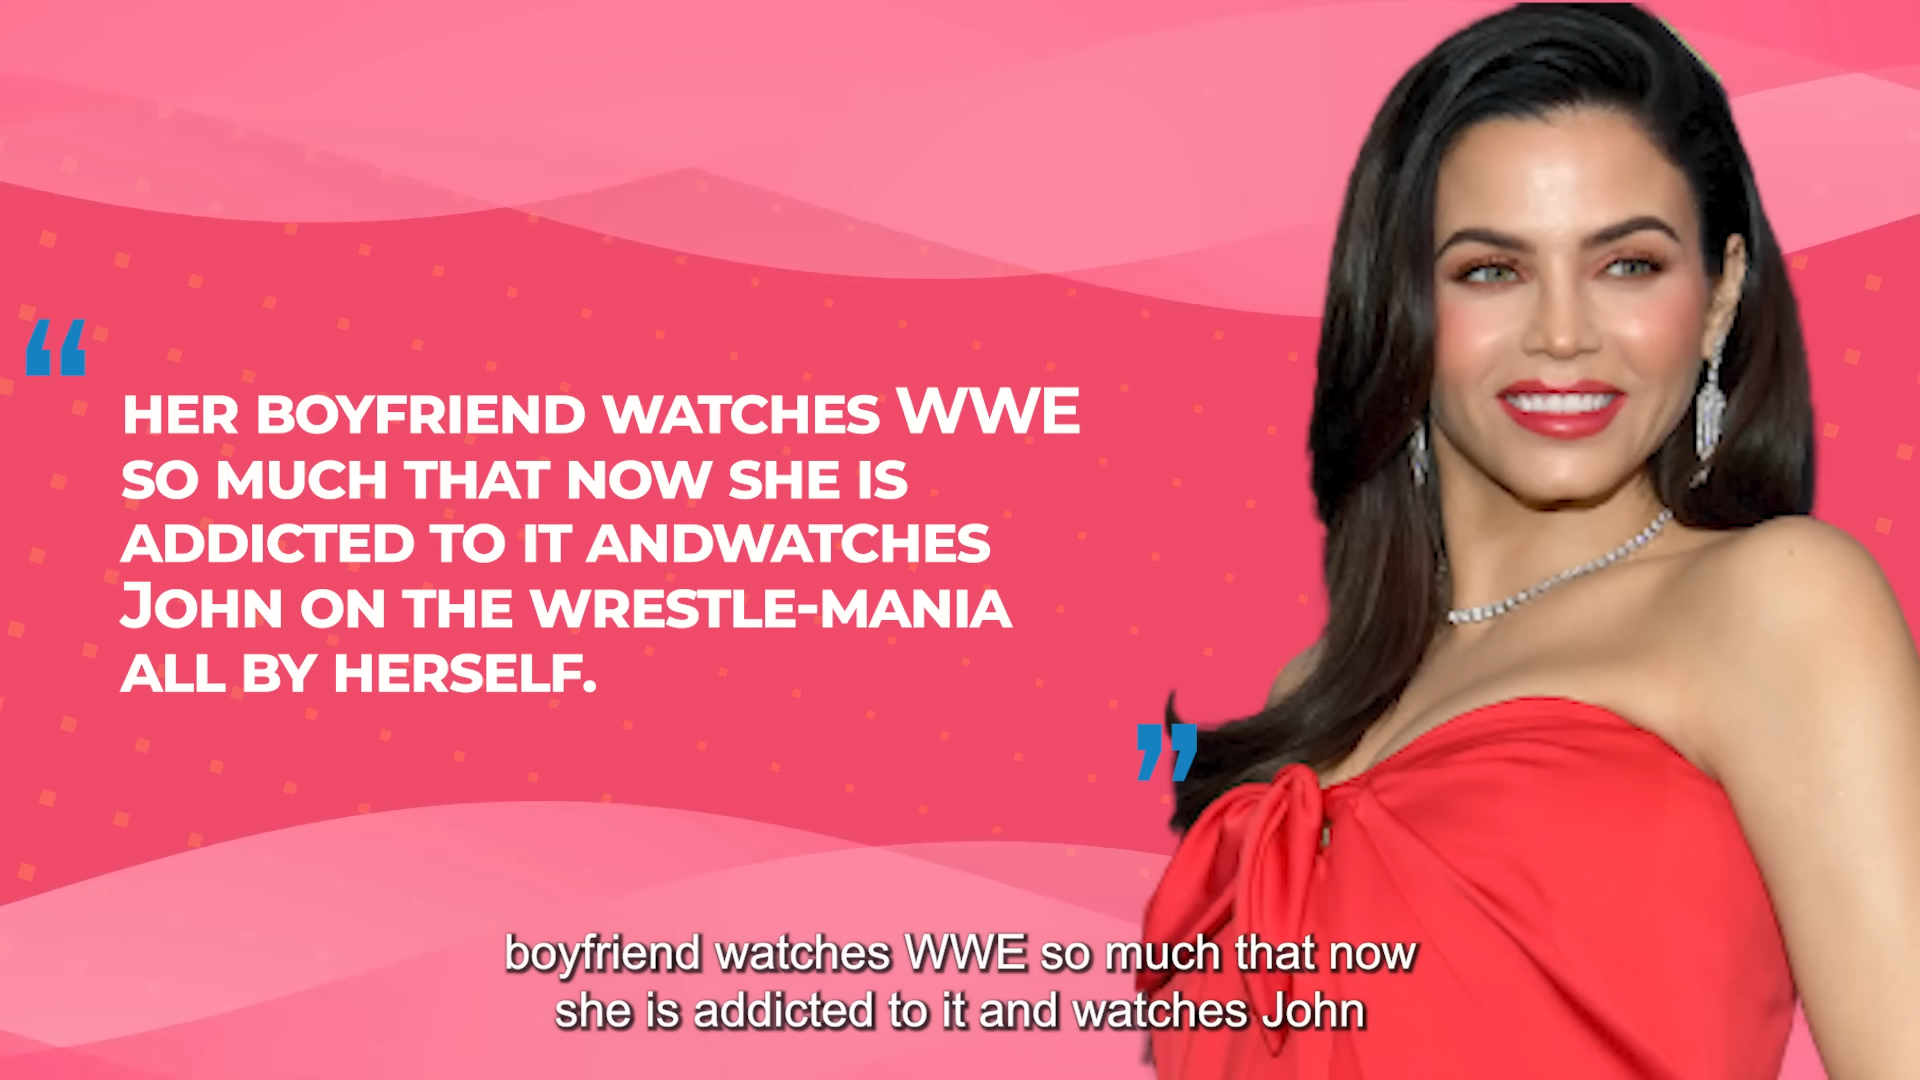 “
HER BOYFRIEND WATCHES WWE
SO MUCH THAT NOW SHE IS
ADDICTED TO IT ANDWATCHES
JOHN ON THE WRESTLE-MANIA
ALL BY HERSELF.
”
boyfriend watches WWE so much that now
she is addicted to it and watches John